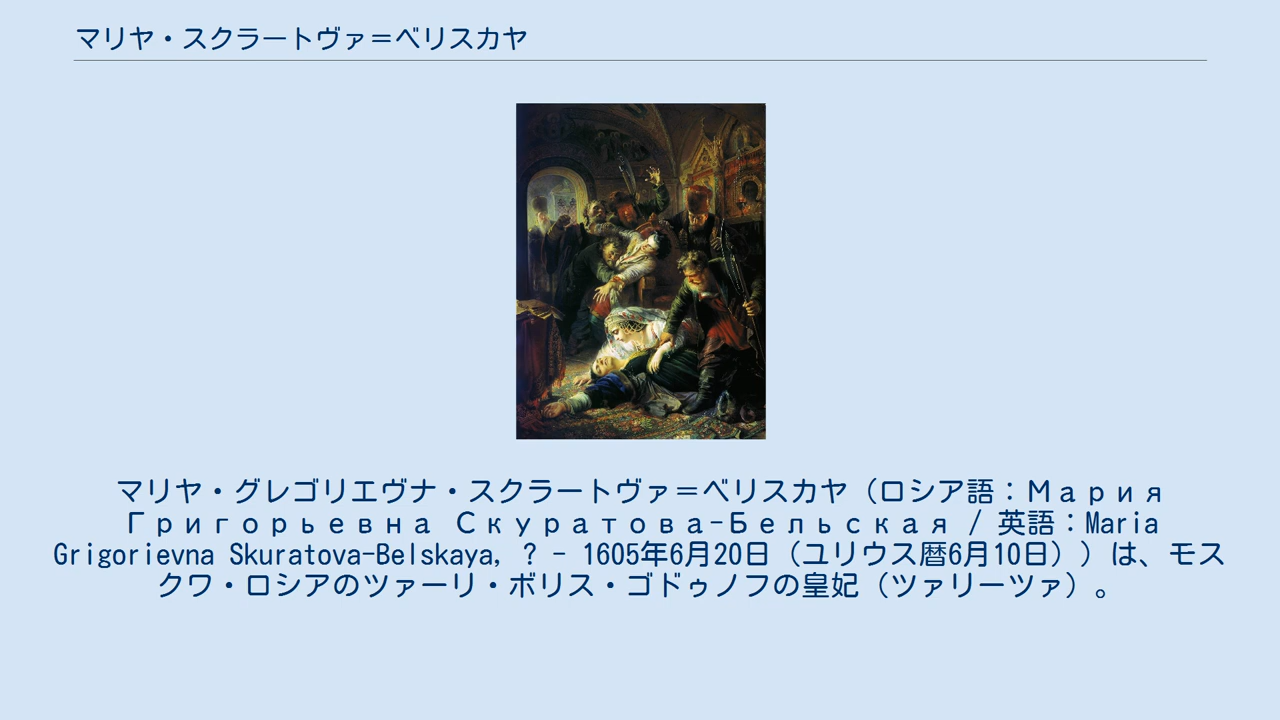 マリヤ・スクラートヴァ＝ベリスカヤ
マリヤ・グレゴリエヴナ・スクラートヴァ＝ベリスカヤ（ロシア語：Мария
Григорьевна Скуратова-Бельская / 英語：Maria
Grigorievna Skuratova-Belskaya, ? - 1605年6月20日（ユリウス暦6月10日））は、モス
クワ・ロシアのツァーリ・ボリス・ゴドゥノフの皇妃（ツァリーツァ）。